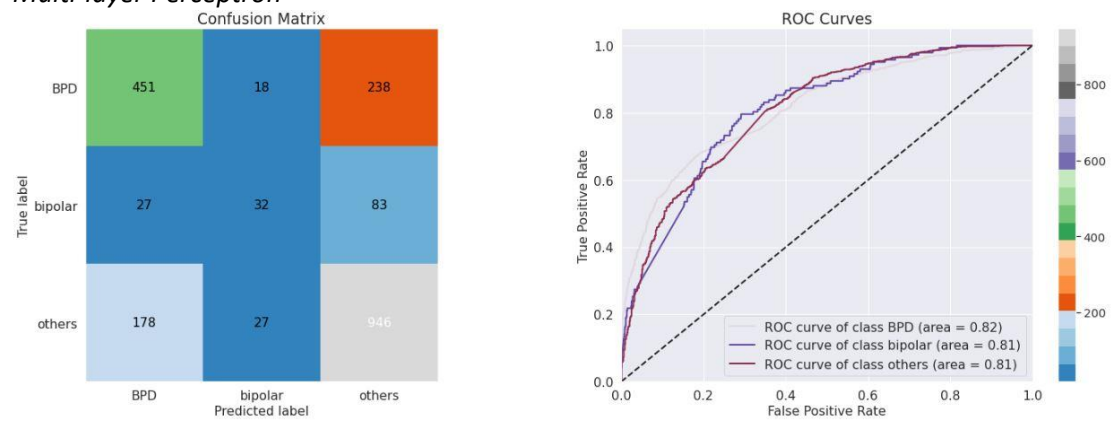 Multi-layer Perceptron
Confusion Matrix
BPD 451 18 238
bipolar 27 32 83
others 178 27 946
True label
BPD bipolar others
Predicted label
ROC Curves
1.0
0.8
0.6
0.4
0.2
0.0
True Positive Rate
ROC curve of class BPD (area = 0.82)
ROC curve of class bipolar (area = 0.81)
ROC curve of class others (area = 0.81)
0.0 0.2 0.4 0.6 0.8 1.0
False Positive Rate
800
600
400
200